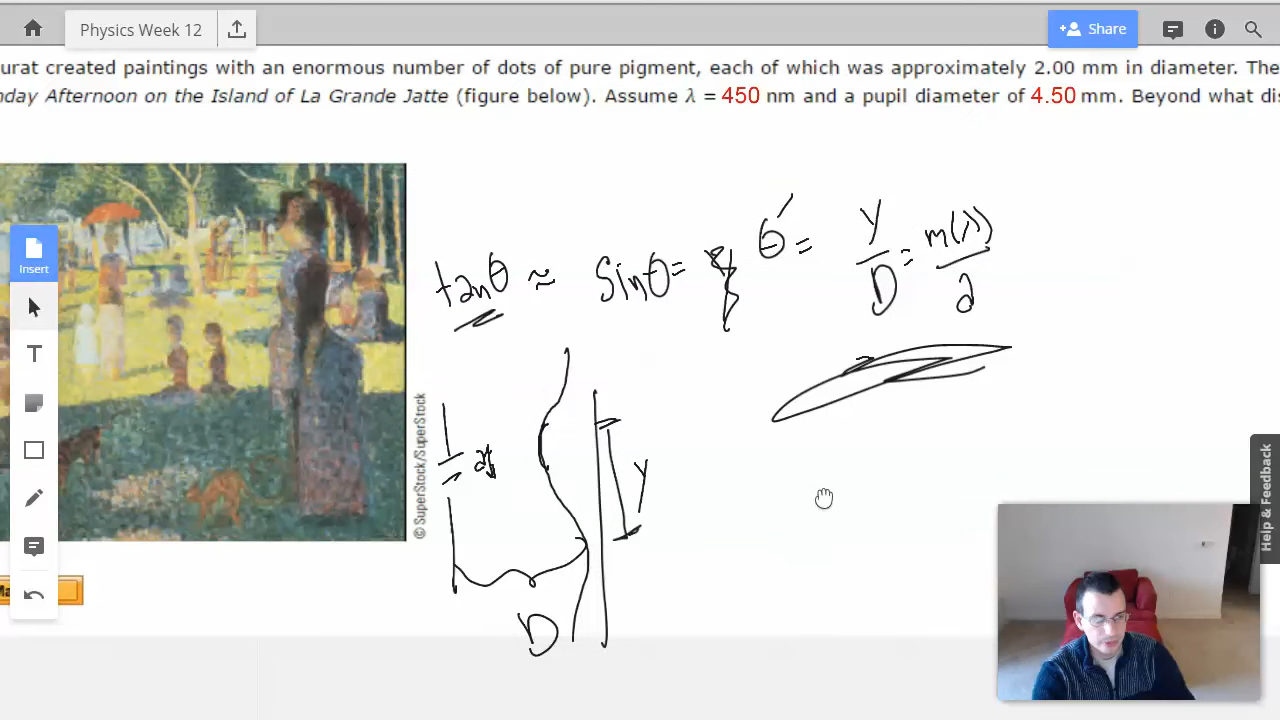 Physics Week 12
Share
urat created paintings with an enormous number of dots of pure pigment, each of which was approximately 2.00 mm in diameter. The
nday Afternoon on the Island of La Grande Jatte (figure below). Assume λ = 450 nm and a pupil diameter of 4.50 mm. Beyond what dis
Insert
T
© SuperStock/SuperStock
tanθ ≈ sinθ = θ = y/D = m(λ)/a
y
D
Ma
Help & Feedback